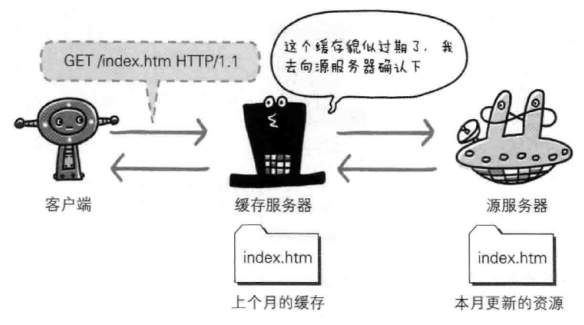 GET /index.htm HTTP/1.1
这个缓存貌似过期了，我
去向源服务器确认下
客户端
缓存服务器
源服务器
index.htm
index.htm
上个月的缓存
本月更新的资源